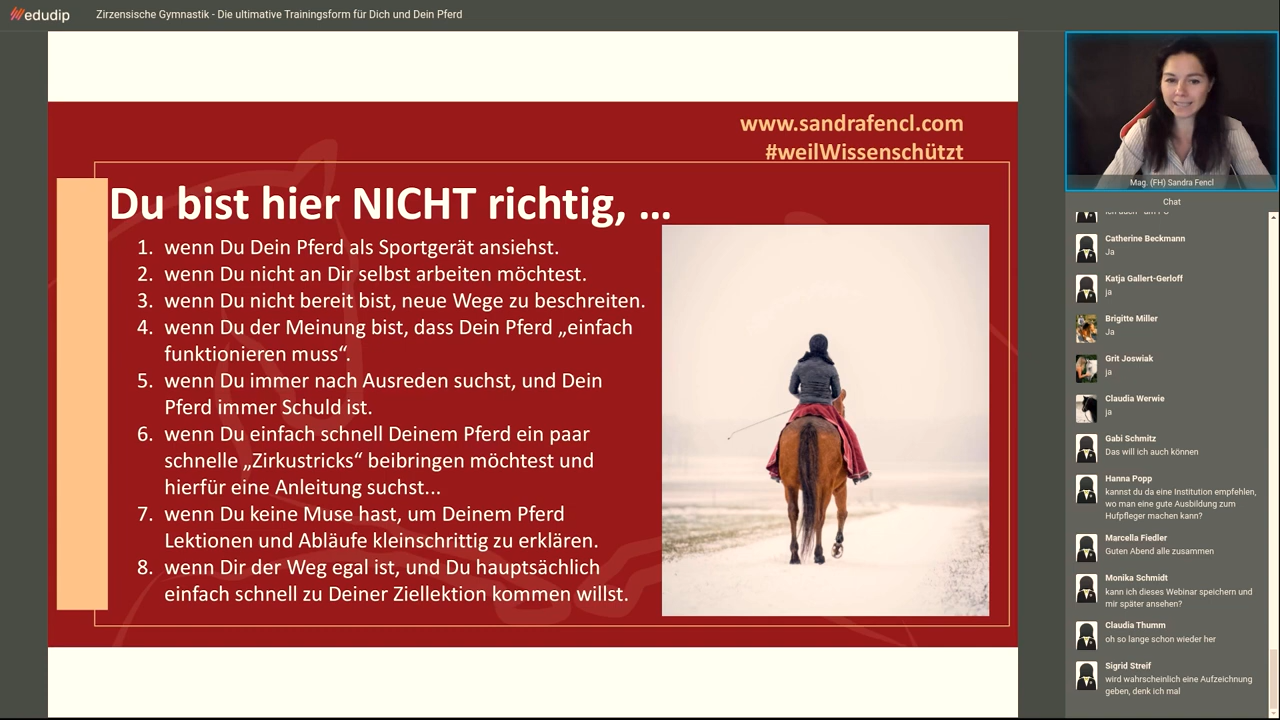 edudip
Zirzensische Gymnastik - Die ultimative Trainingsform für Dich und Dein Pferd
www.sandrafencl.com
#weilWissenschützt
Du bist hier NICHT richtig, ...
1. wenn Du Dein Pferd als Sportgerät ansiehst.
2. wenn Du nicht an Dir selbst arbeiten möchtest.
3. wenn Du nicht bereit bist, neue Wege zu beschreiten.
4. wenn Du der Meinung bist, dass Dein Pferd „einfach
funktionieren muss“.
5. wenn Du immer nach Ausreden suchst, und Dein
Pferd immer Schuld ist.
6. wenn Du einfach schnell Deinem Pferd ein paar
schnelle „Zirkustricks“ beibringen möchtest und
hierfür eine Anleitung suchst...
7. wenn Du keine Muse hast, um Deinem Pferd
Lektionen und Abläufe kleinschrittig zu erklären.
8. wenn Dir der Weg egal ist, und Du hauptsächlich
einfach schnell zu Deiner Ziellektion kommen willst.
Mag. (FH) Sandra Fencl
Chat
Catherine Beckmann
Ja
Katja Gallert-Gerloff
ja
Brigitte Miller
Ja
Grit Joswiak
ja
Claudia Werwie
ja
Gabi Schmitz
Das will ich auch können
Hanna Popp
kannst du da eine Institution empfehlen,
wo man eine gute Ausbildung zum
Hufpfleger machen kann?
Marcella Fiedler
Guten Abend alle zusammen
Monika Schmidt
kann ich dieses Webinar speichern und
mir später ansehen?
Claudia Thumm
oh so lange schon wieder her
Sigrid Streif
wird wahrscheinlich eine Aufzeichnung
geben, denk ich mal